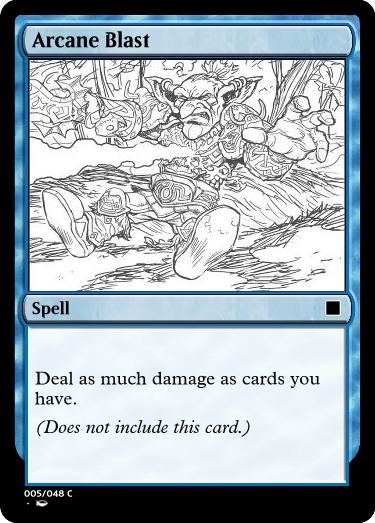 Arcane Blast
Spell
Deal as much damage as cards you
have.
(Does not include this card.)
005/048 C